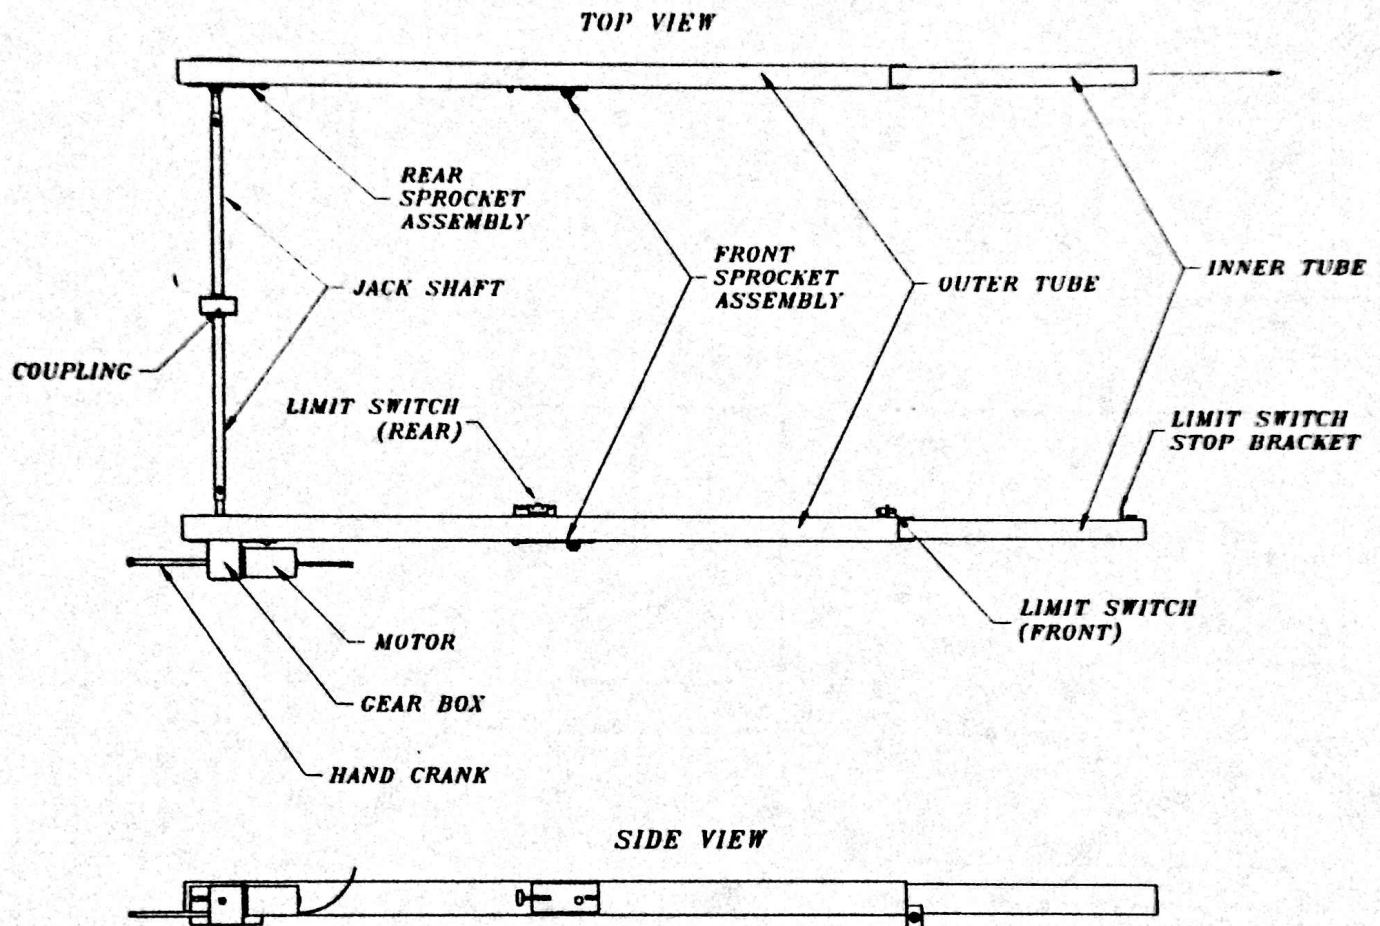 TOP VIEW
REAR
SPROCKET
ASSEMBLY
FRONT
SPROCKET
ASSEMBLY
JACK SHAFT
OUTER TUBE
INNER TUBE
COUPLING
LIMIT SWITCH
(REAR)
LIMIT SWITCH
STOP BRACKET
LIMIT SWITCH
(FRONT)
MOTOR
GEAR BOX
HAND CRANK
SIDE VIEW